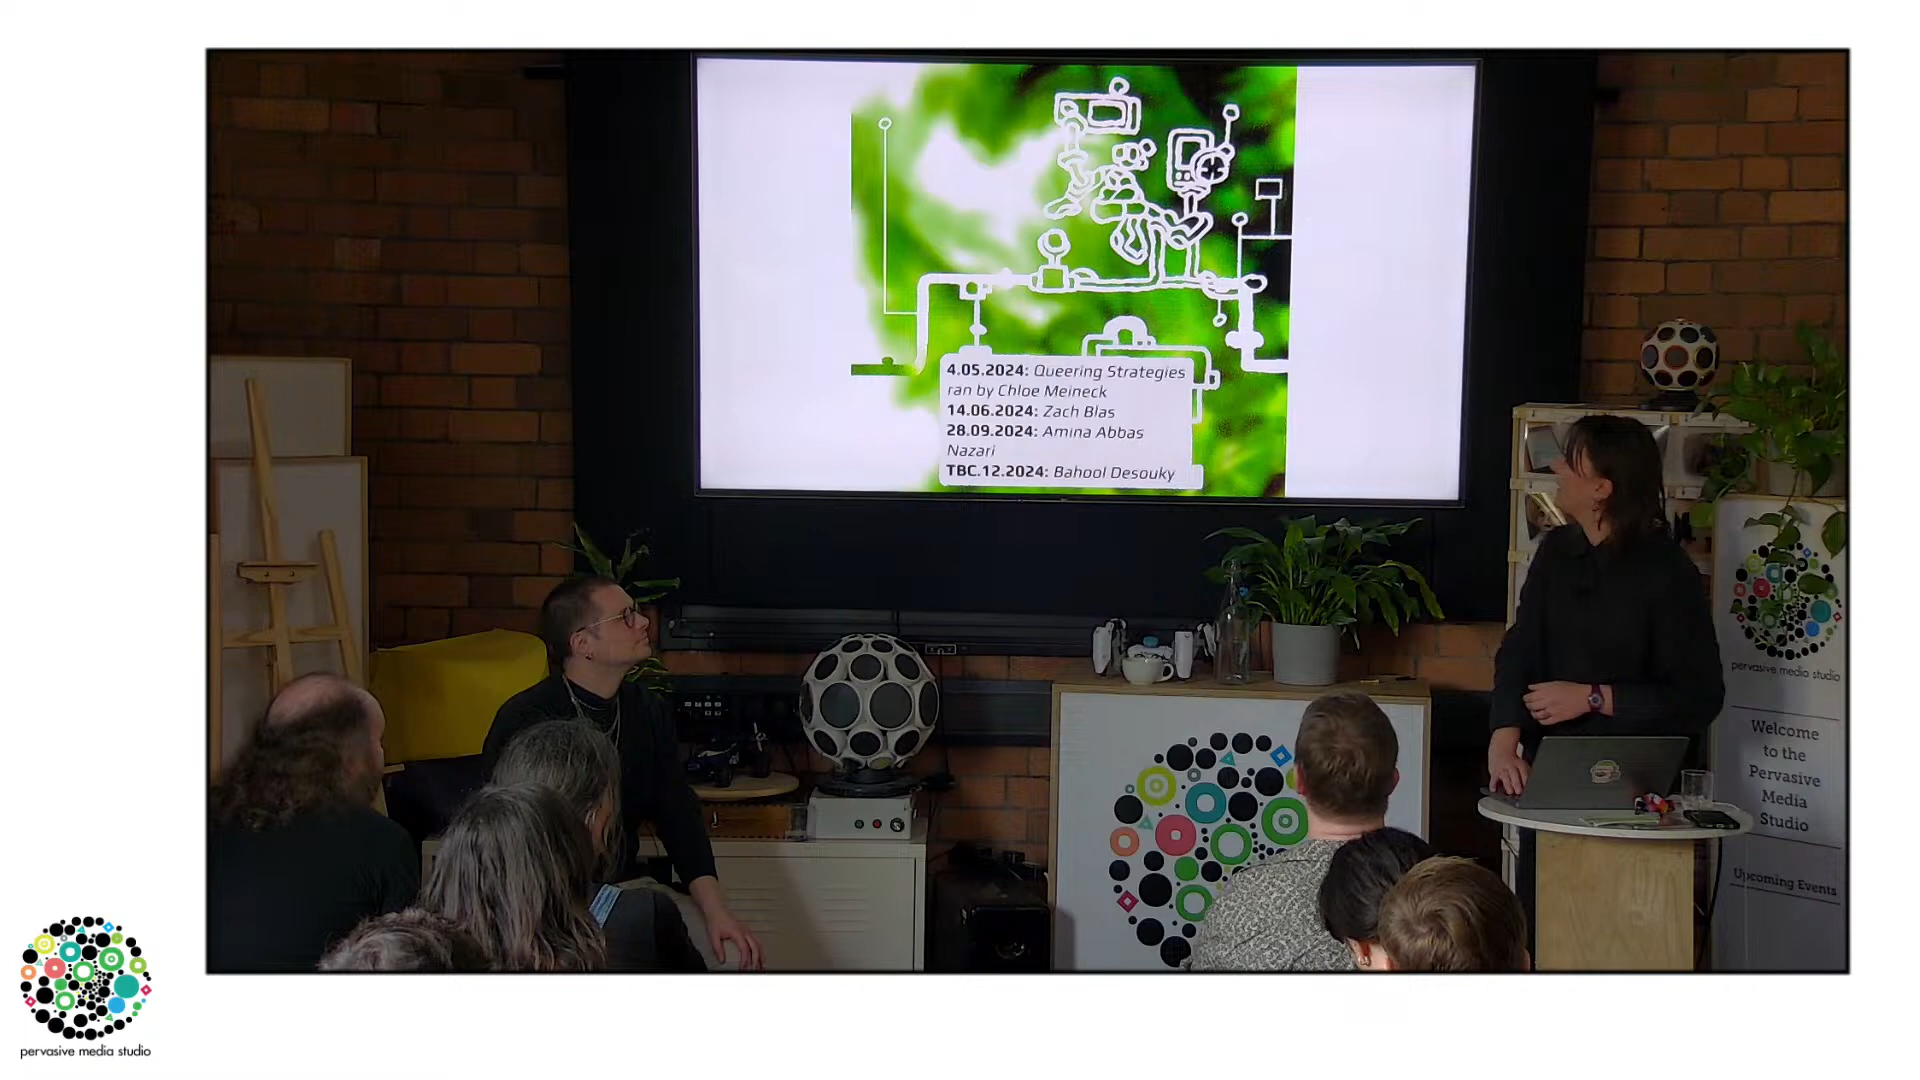 4.05.2024: Queering Strategies
ran by Chloe Meineck
14.06.2024: Zach Blas
28.09.2024: Amina Abbas
Nazari
TBC.12.2024: Bahool Desouky
pervasive media studio
Welcome
to the
Pervasive
Media
Studio
Upcoming Events
pervasive media studio